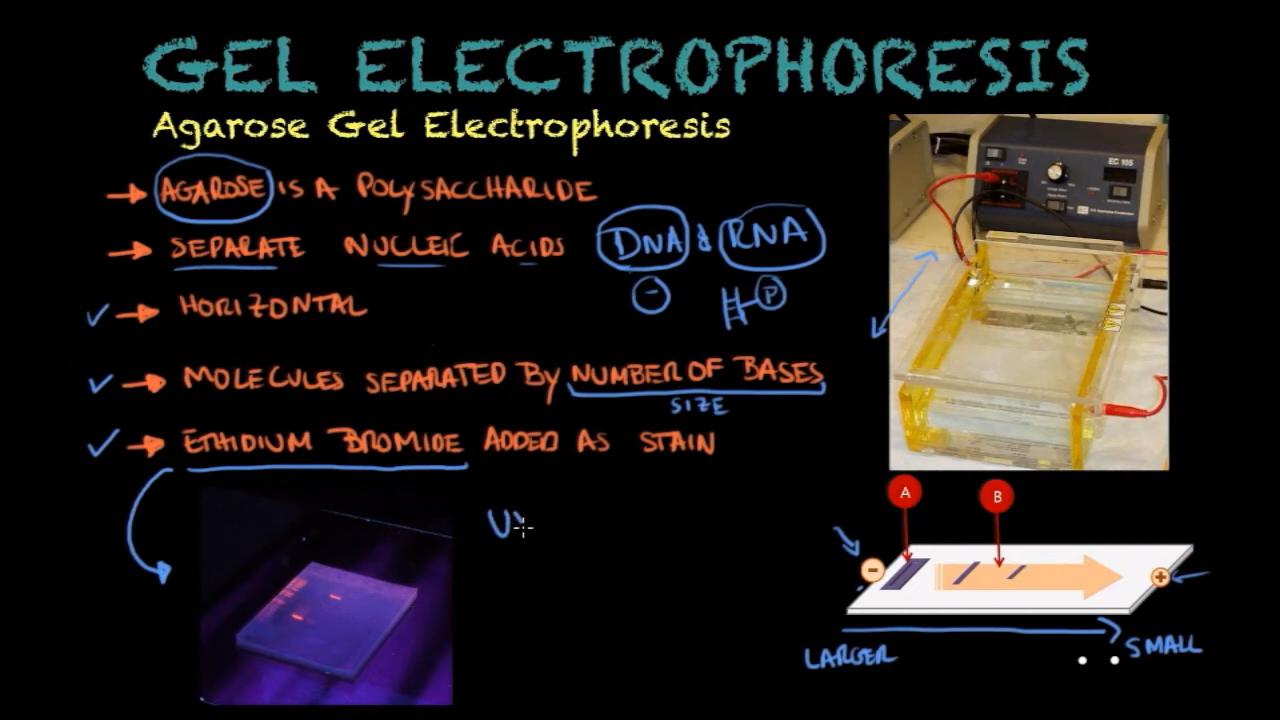 GEL ELECTROPHORESIS
Agarose Gel Electrophoresis
→ AGAROSE IS A POLYSACCHARIDE
→ SEPARATE NUCLEIC ACIDS DNA & RNA
- P
✓ → HORIZONTAL
✓ → MOLECULES SEPARATED BY NUMBER OF BASES
SIZE
✓ → ETHIDIUM BROMIDE ADDED AS STAIN
EC 105
A B
- +
LARGER SMALL